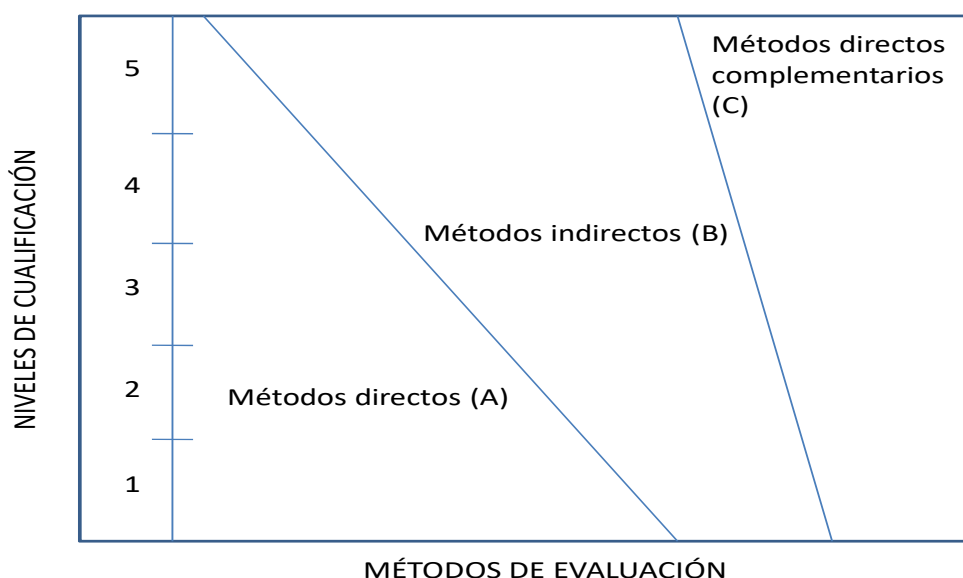 Métodos directos
complementarios
(C)
5
4
Métodos indirectos (B)
3
2
Métodos directos (A)
1
NIVELES DE CUALIFICACIÓN
MÉTODOS DE EVALUACIÓN